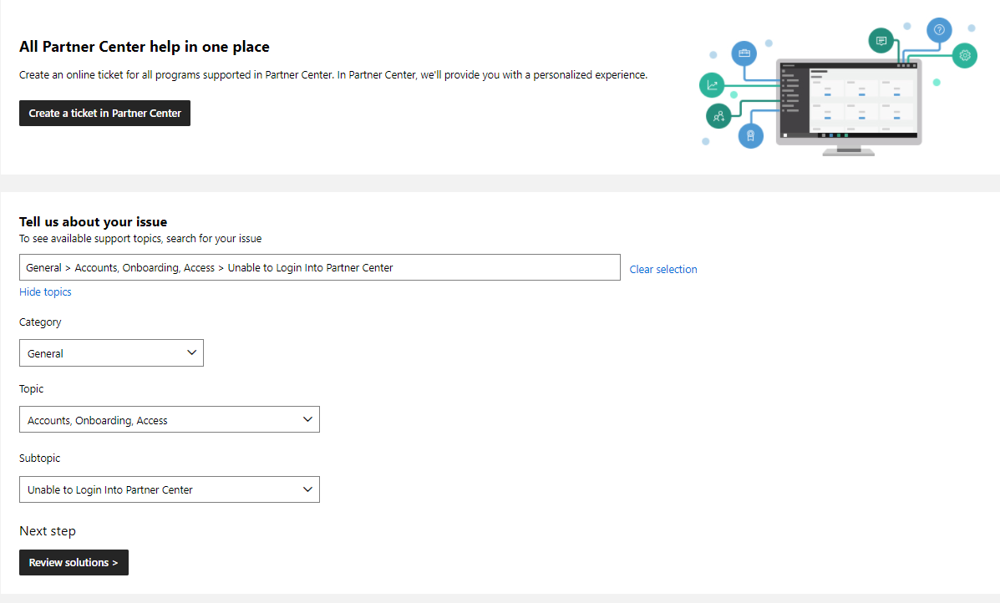 All Partner Center help in one place
Create an online ticket for all programs supported in Partner Center. In Partner Center, we'll provide you with a personalized experience.
Create a ticket in Partner Center
Tell us about your issue
To see available support topics, search for your issue
General > Accounts, Onboarding, Access > Unable to Login Into Partner Center
Clear selection
Hide topics
Category
General
Topic
Accounts, Onboarding, Access
Subtopic
Unable to Login Into Partner Center
Next step
Review solutions >